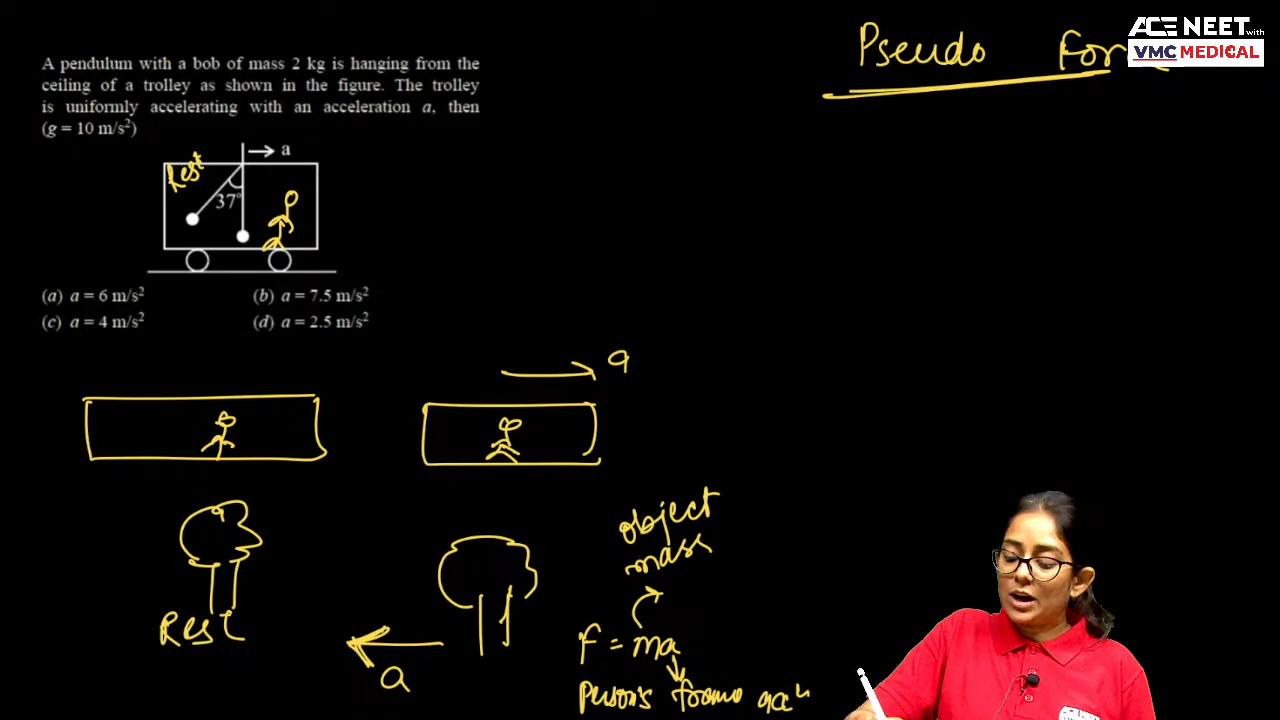 Pseudo For
ACE NEET with
VMC MEDICAL
A pendulum with a bob of mass 2 kg is hanging from the
ceiling of a trolley as shown in the figure. The trolley
is uniformly accelerating with an acceleration a, then
(g = 10 m/s²)
→ a
Rest
37°
(a) a = 6 m/s² (b) a = 7.5 m/s²
(c) a = 4 m/s² (d) a = 2.5 m/s²
a
object
mass
Rest
a
F = ma
Person's frame accⁿ